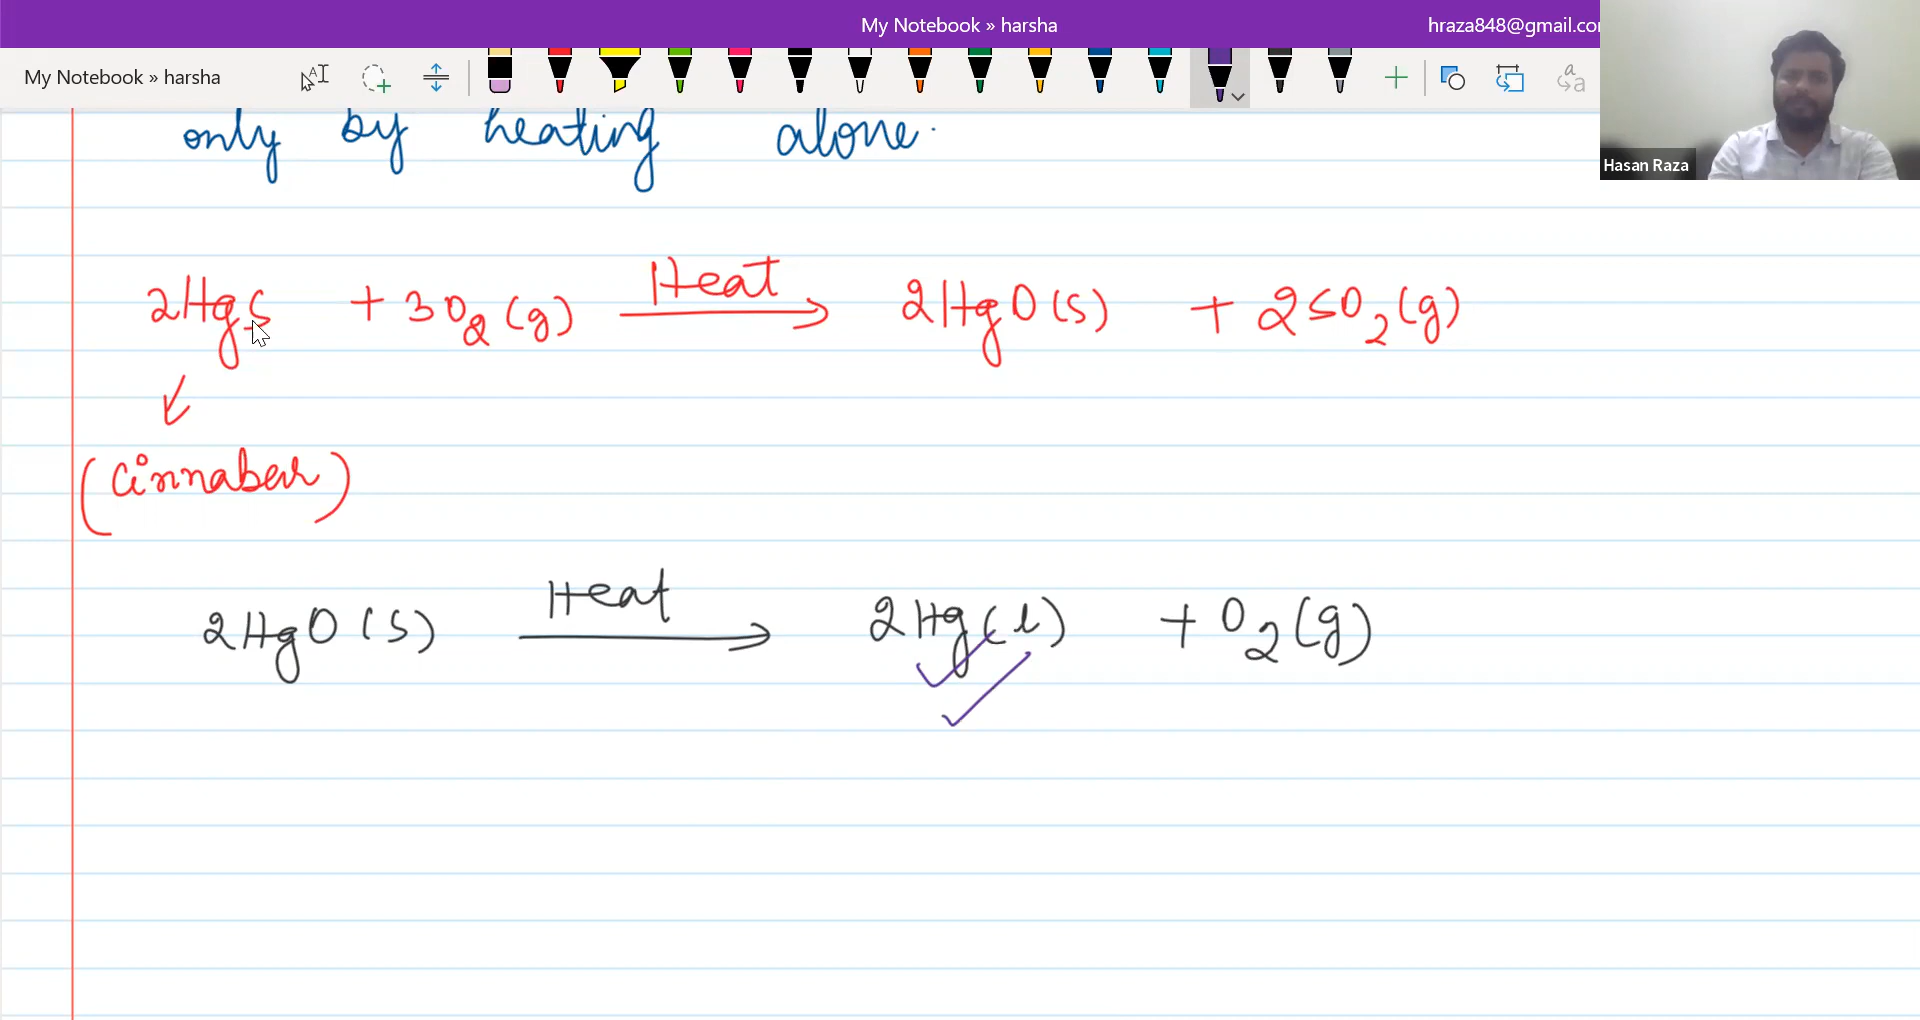 My Notebook » harsha
hraza848@gmail.co
My Notebook » harsha
Hasan Raza
only by heating alone.
2HgS + 3O₂(g) Heat → 2HgO(s) + 2SO₂(g)
(Cinnabar)
2HgO(s) Heat → 2Hg(l) + O₂(g)